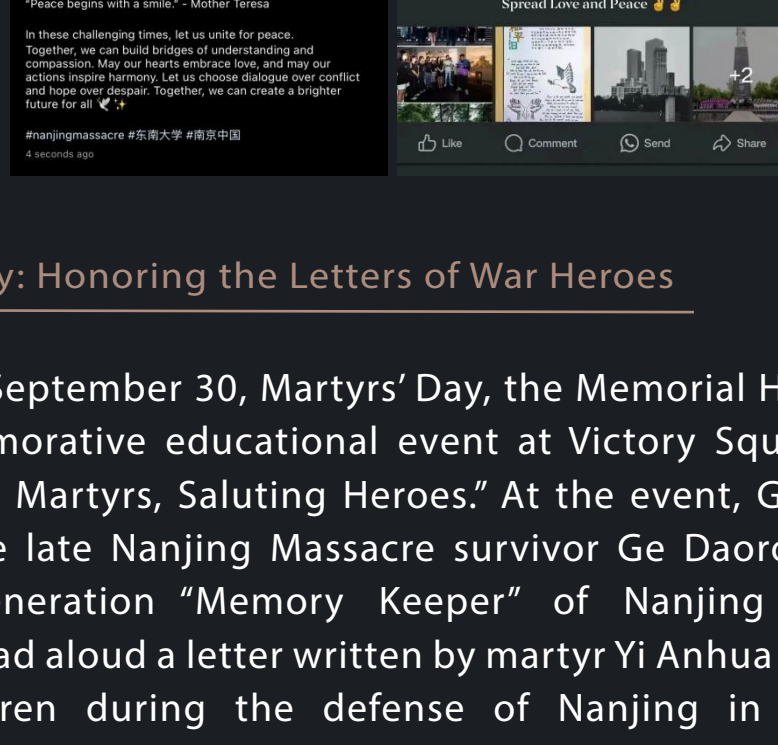 "Peace begins with a smile." - Mother Teresa
In these challenging times, let us unite for peace.
Together, we can build bridges of understanding and
compassion. May our hearts embrace love, and may our
actions inspire harmony. Let us choose dialogue over conflict
and hope over despair. Together, we can create a brighter
future for all 🕊️✨
#nanjingmassacre #东南大学 #南京中国
4 seconds ago
Spread Love and Peace ✌️✌️
和平
+2
Like Comment Send Share
y: Honoring the Letters of War Heroes
September 30, Martyrs' Day, the Memorial H
morative educational event at Victory Squ
Martyrs, Saluting Heroes." At the event, G
e late Nanjing Massacre survivor Ge Daoro
neration "Memory Keeper" of Nanjing
ad aloud a letter written by martyr Yi Anhua
ren during the defense of Nanjing in